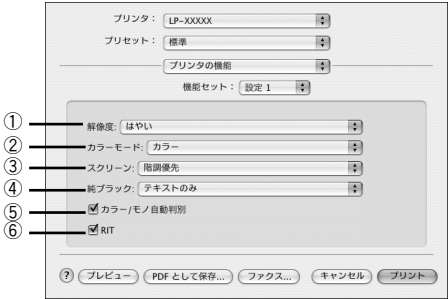 プリンタ： LP-XXXXX
プリセット： 標準
プリンタの機能
機能セット： 設定 1
① 解像度: はやい
② カラーモード: カラー
③ スクリーン: 階調優先
④ 純ブラック: テキストのみ
⑤ カラー/モノ自動判別
⑥ RIT
? プレビュー PDF として保存... ファクス... キャンセル プリント